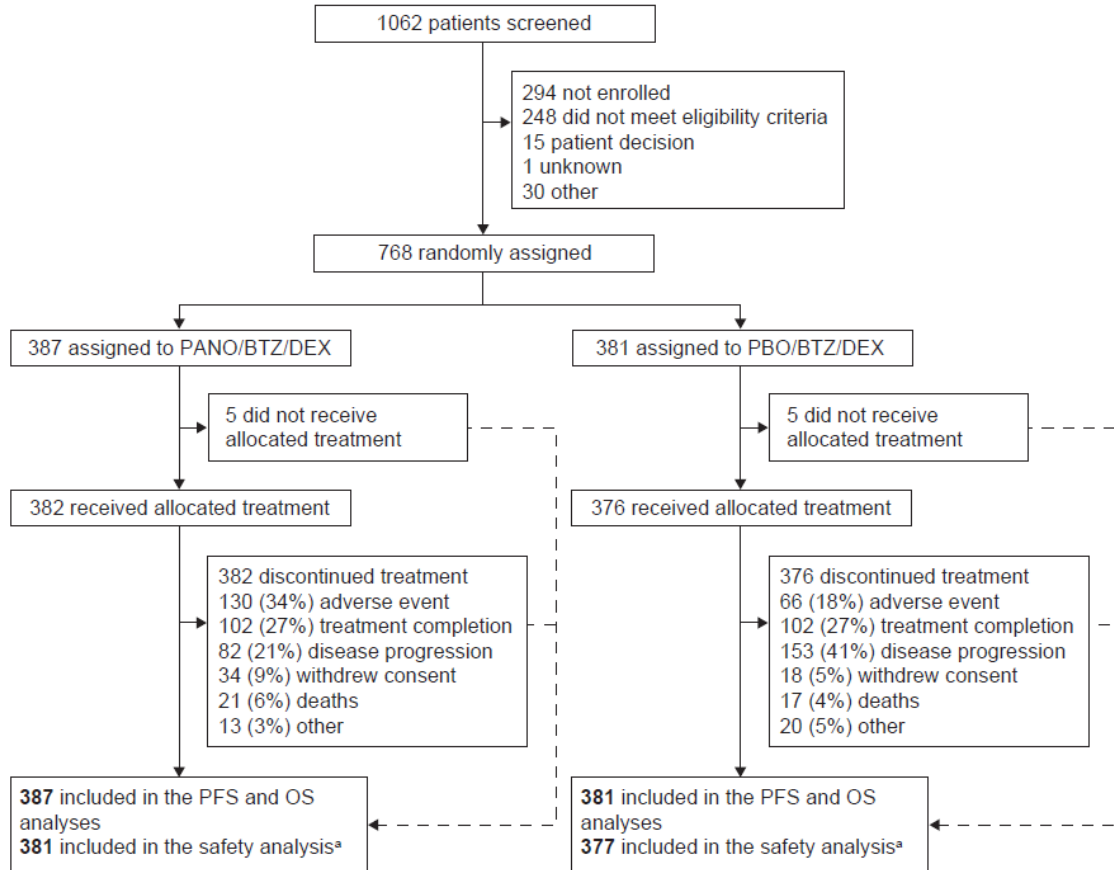 1062 patients screened
294 not enrolled
248 did not meet eligibility criteria
15 patient decision
1 unknown
30 other
768 randomly assigned
387 assigned to PANO/BTZ/DEX
381 assigned to PBO/BTZ/DEX
5 did not receive
allocated treatment
5 did not receive
allocated treatment
382 received allocated treatment
376 received allocated treatment
382 discontinued treatment
130 (34%) adverse event
102 (27%) treatment completion
82 (21%) disease progression
34 (9%) withdrew consent
21 (6%) deaths
13 (3%) other
376 discontinued treatment
66 (18%) adverse event
102 (27%) treatment completion
153 (41%) disease progression
18 (5%) withdrew consent
17 (4%) deaths
20 (5%) other
387 included in the PFS and OS
analyses
381 included in the safety analysisᵃ
381 included in the PFS and OS
analyses
377 included in the safety analysisᵃ